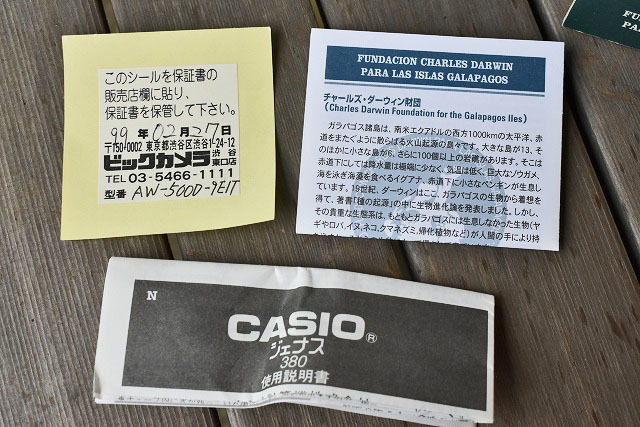 このシールを保証書の
販売店欄に貼り、
保証書を保管して下さい。
99年02月27日
〒150-0002 東京都渋谷区渋谷1-24-12
ビックカメラ 渋谷東口店
TEL 03-5466-1111
型番 AW-500D-9E1T
FUNDACION CHARLES DARWIN
PARA LAS ISLAS GALAPAGOS
チャールズ・ダーウィン財団
(Charles Darwin Foundation for the Galapagos Iles)
ガラパゴス諸島は、南米エクアドルの西方1000kmの太平洋、赤
道をまたぐように散らばる火山起源の島々です。大きな島が13、そ
のほかに小さな島が6、さらに100個以上の岩礁があります。そこは
赤道下にしては降水量は極端に少なく、気温は低く、巨大なゾウガメ、
海を泳ぎ海藻を食べるイグアナ、赤道下に小さなペンギンが生息し
ています。19世紀、ダーウィンはここ、ガラパゴスの生物から着想を
得て、著書「種の起源」の中に生物進化論を発表しました。しかし、
その貴重な生態系は、もともとガラパゴスには生息しなかった生物(ヤ
ギやロバ、イヌ、ネコ、クマネズミ、帰化植物など)が人間の手により持
FUN
PA
N
CASIO®
ジェナス
380
使用説明書